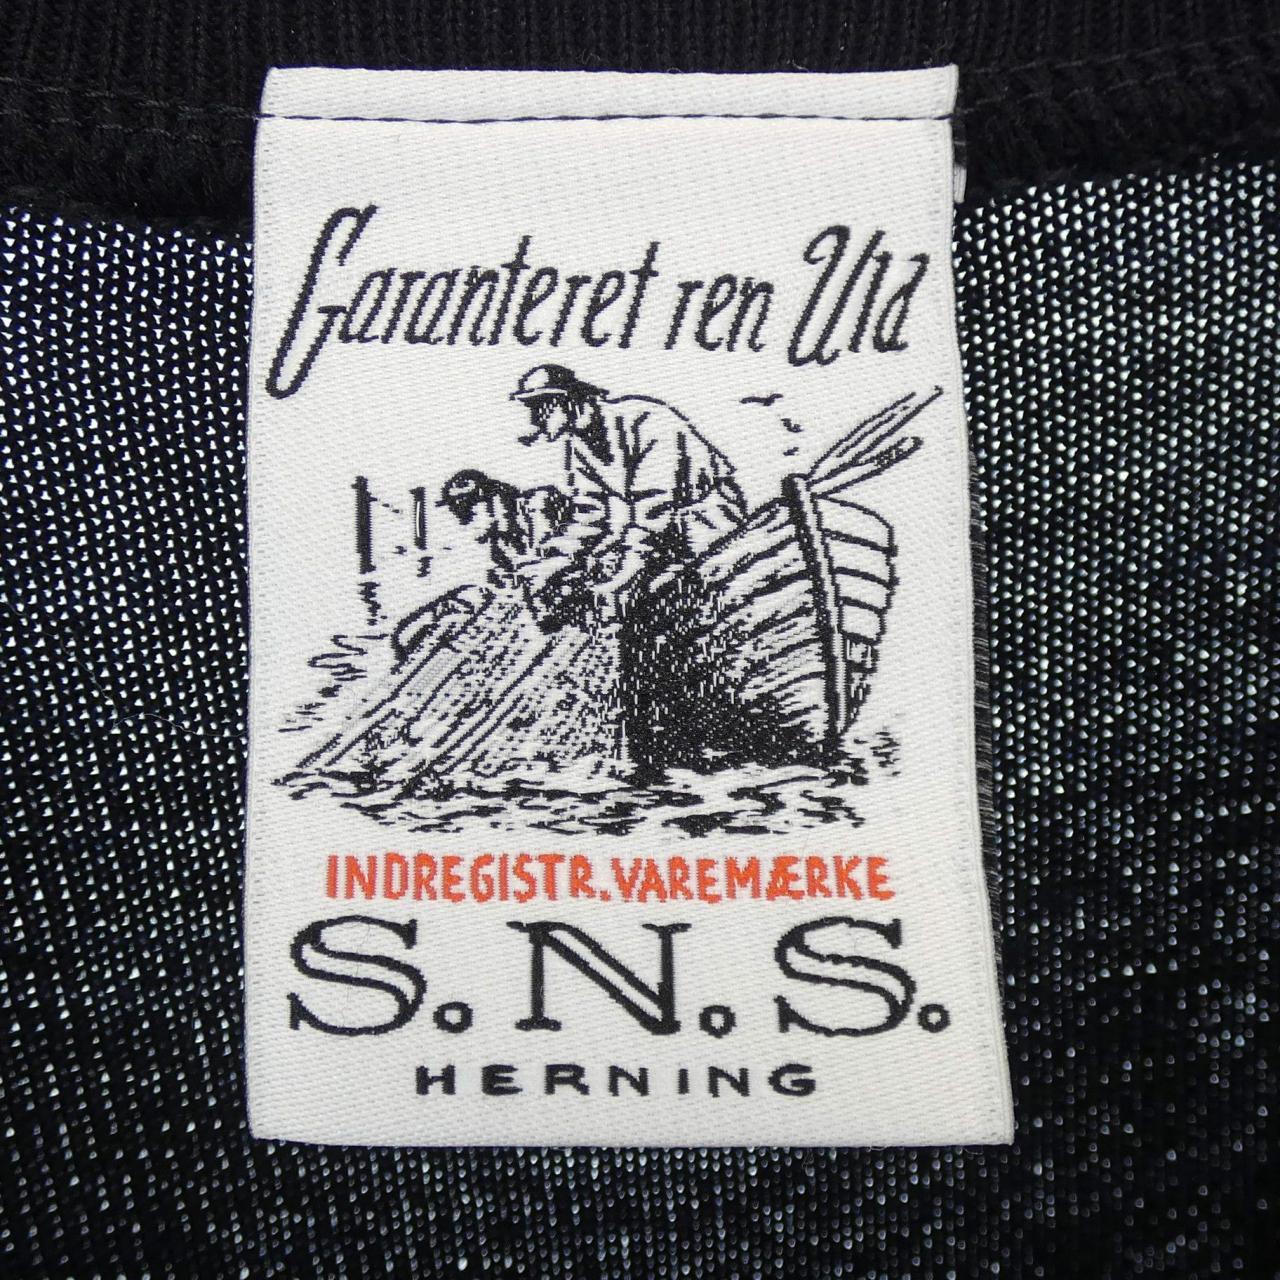 Garanteret ren Uld
INDREGISTR.VAREMÆRKE
S.N.S.
HERNING